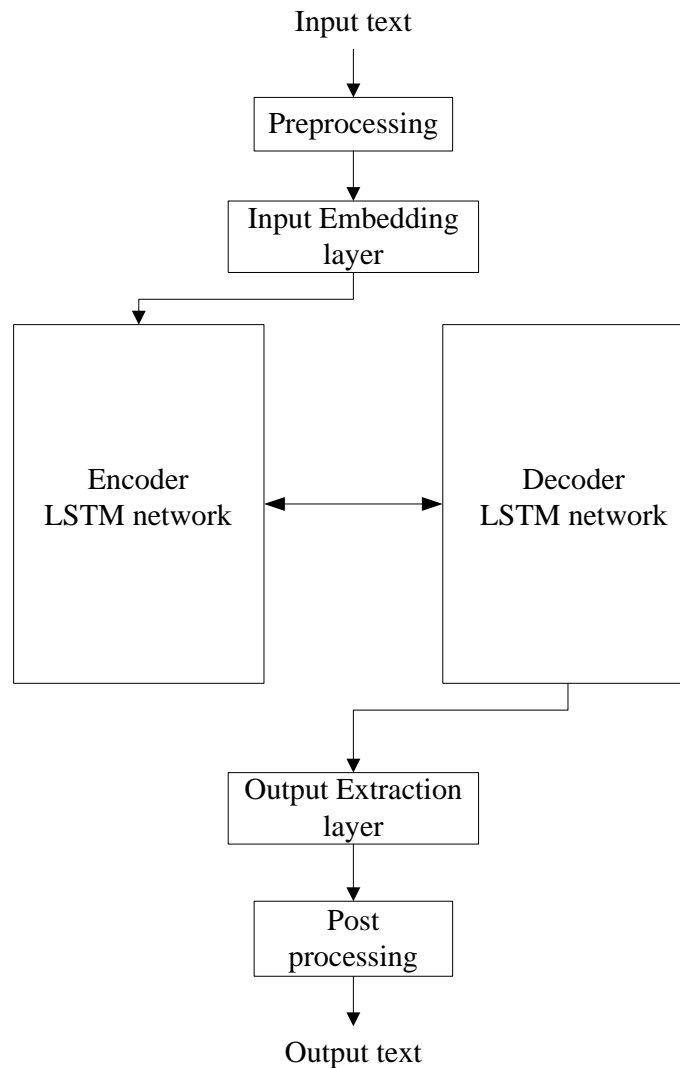 Input text
Preprocessing
Input Embedding
layer
Encoder
LSTM network
Decoder
LSTM network
Output Extraction
layer
Post
processing
Output text